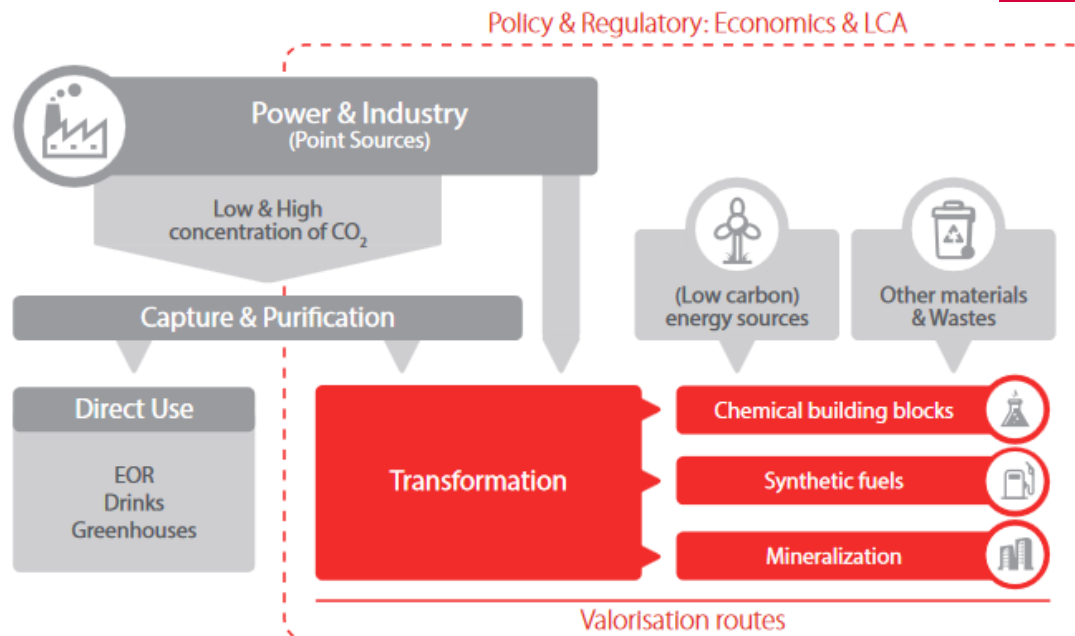 Policy & Regulatory: Economics & LCA
Power & Industry
(Point Sources)
Low & High
concentration of CO₂
(Low carbon)
energy sources
Other materials
& Wastes
Capture & Purification
Direct Use
EOR
Drinks
Greenhouses
Transformation
Chemical building blocks
Synthetic fuels
Mineralization
Valorisation routes